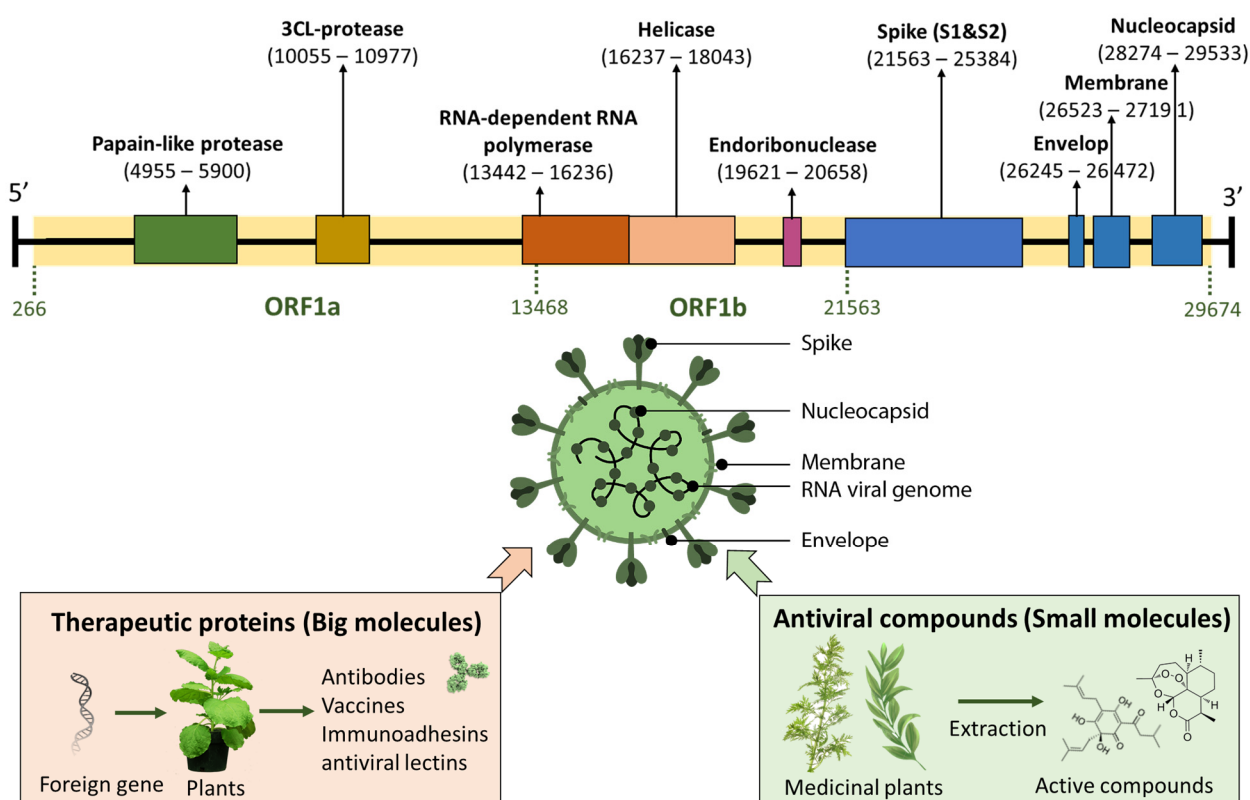 3CL-protease
(10055 – 10977)
Helicase
(16237 – 18043)
Spike (S1&S2)
(21563 – 25384)
Nucleocapsid
(28274 – 29533)
Membrane
(26523 – 27191)
RNA-dependent RNA
polymerase
(13442 – 16236)
Papain-like protease
(4955 – 5900)
Endoribonuclease
(19621 – 20658)
Envelop
(26245 – 26472)
5’
3’
266
ORF1a
13468
ORF1b
21563
29674
Spike
Nucleocapsid
Membrane
RNA viral genome
Envelope
Therapeutic proteins (Big molecules)
Antibodies
Vaccines
Immunoadhesins
antiviral lectins
Foreign gene
Plants
Antiviral compounds (Small molecules)
Extraction
Medicinal plants
Active compounds
H
O
O
O
H
H
O
O
OH
HO
O
OH
O